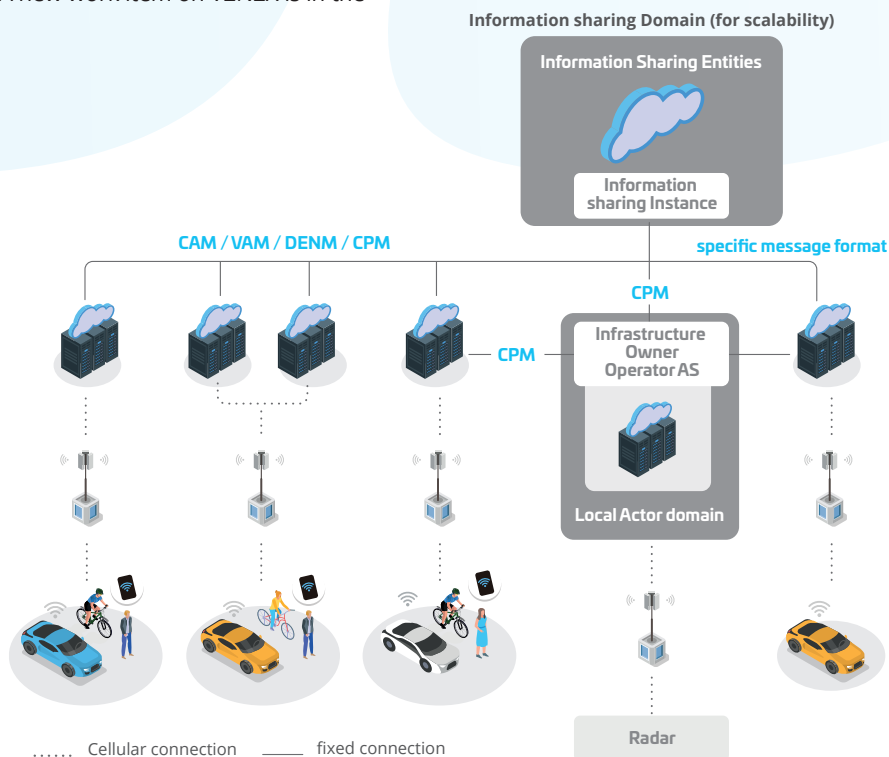 Information sharing Domain (for scalability)
Information Sharing Entities
Information
sharing Instance
CAM / VAM / DENM / CPM
specific message format
CPM
CPM
Infrastructure
Owner
Operator AS
Local Actor domain
Radar
...... Cellular connection
____ fixed connection